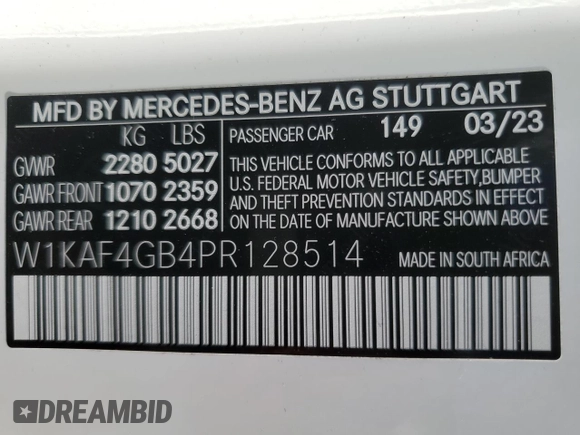 MFD BY MERCEDES-BENZ AG STUTTGART
KG LBS PASSENGER CAR 149 03/23
GVWR 2280 5027 THIS VEHICLE CONFORMS TO ALL APPLICABLE
U.S. FEDERAL MOTOR VEHICLE SAFETY,BUMPER
GAWR FRONT 1070 2359 AND THEFT PREVENTION STANDARDS IN EFFECT
GAWR REAR 1210 2668 ON THE DATE OF MANUFACTURE SHOWN ABOVE.
W1KAF4GB4PR128514 MADE IN SOUTH AFRICA
DREAMBID